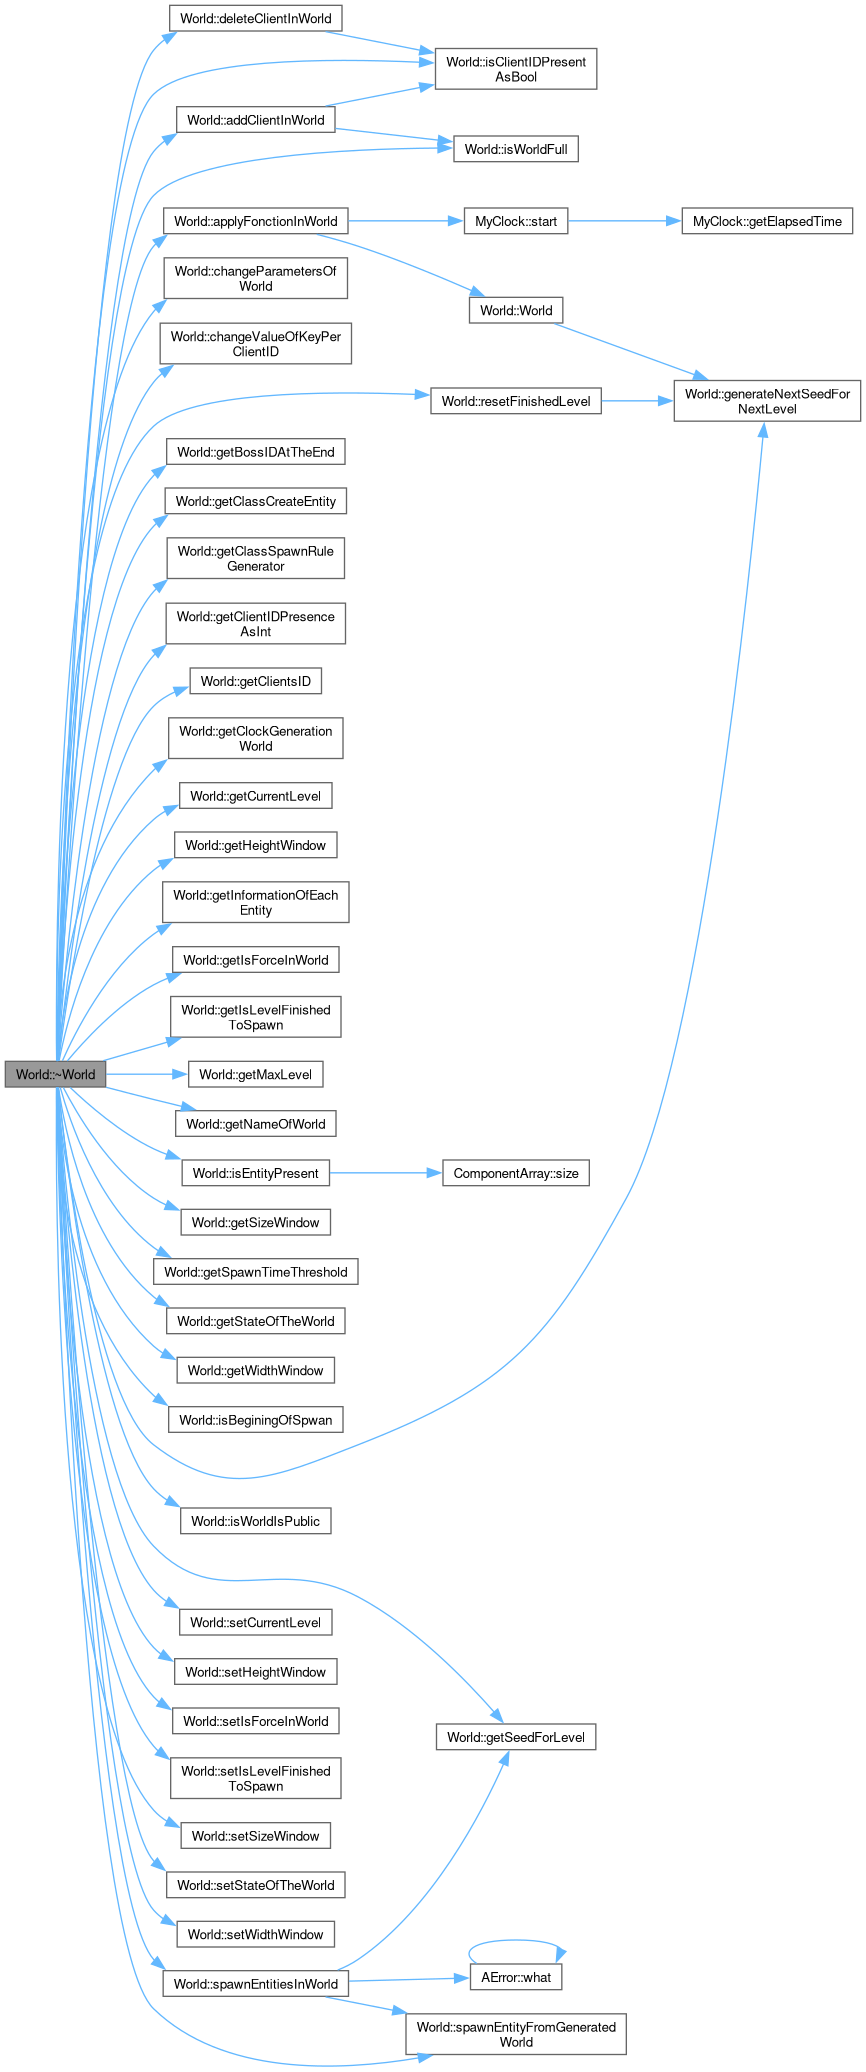 World::deleteClientInWorld
World::isClientIDPresent
AsBool
World::addClientInWorld
World::isWorldFull
World::applyFonctionInWorld
MyClock::start
MyClock::getElapsedTime
World::changeParametersOf
World
World::World
World::changeValueOfKeyPer
ClientID
World::generateNextSeedFor
NextLevel
World::resetFinishedLevel
World::getBossIDAtTheEnd
World::getClassCreateEntity
World::getClassSpawnRule
Generator
World::getClientIDPresence
AsInt
World::getClientsID
World::getClockGeneration
World
World::getCurrentLevel
World::getHeightWindow
World::getInformationOfEach
Entity
World::getIsForceInWorld
World::getIsLevelFinished
ToSpawn
World::~World
World::getMaxLevel
World::getNameOfWorld
World::isEntityPresent
ComponentArray::size
World::getSizeWindow
World::getSpawnTimeThreshold
World::getStateOfTheWorld
World::getWidthWindow
World::isBeginingOfSpwan
World::isWorldIsPublic
World::setCurrentLevel
World::setHeightWindow
World::setIsForceInWorld
World::getSeedForLevel
World::setIsLevelFinished
ToSpawn
World::setSizeWindow
World::setStateOfTheWorld
World::setWidthWindow
World::spawnEntitiesInWorld
AError::what
World::spawnEntityFromGenerated
World